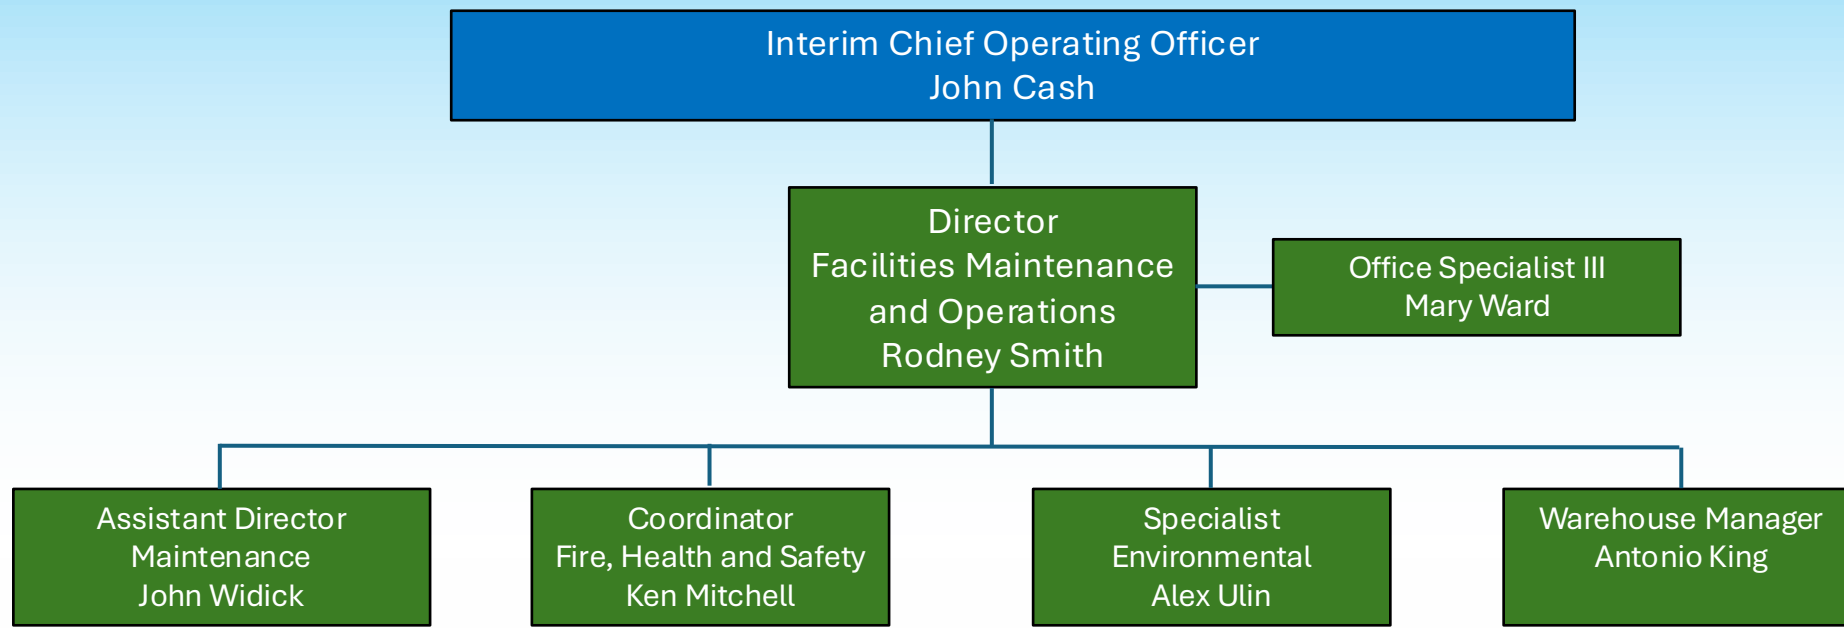 Interim Chief Operating Officer
John Cash
Director
Facilities Maintenance
and Operations
Rodney Smith
Office Specialist III
Mary Ward
Assistant Director
Maintenance
John Widick
Coordinator
Fire, Health and Safety
Ken Mitchell
Specialist
Environmental
Alex Ulin
Warehouse Manager
Antonio King